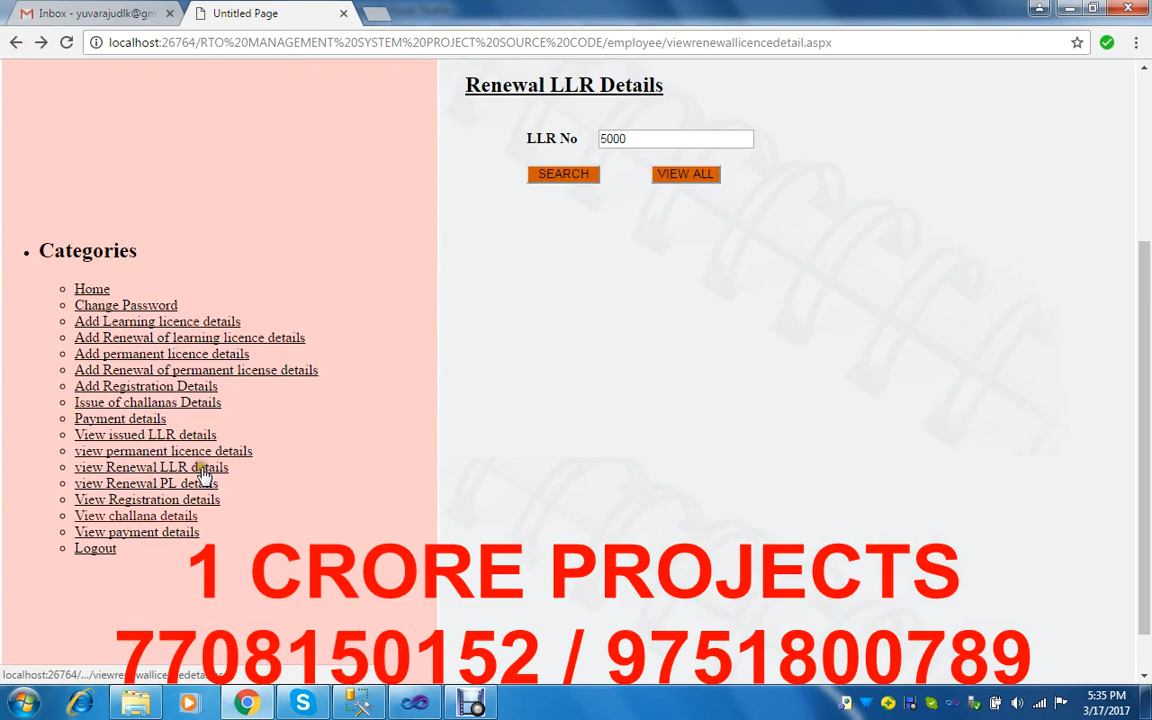 Inbox - yuvarajudlk@gm
Untitled Page
localhost:26764/RTO%20MANAGEMENT%20SYSTEM%20PROJECT%20SOURCE%20CODE/employee/viewrenewallicencedetail.aspx
Renewal LLR Details
LLR No 5000
SEARCH VIEW ALL
Categories
Home
Change Password
Add Learning licence details
Add Renewal of learning licence details
Add permanent licence details
Add Renewal of permanent license details
Add Registration Details
Issue of challanas Details
Payment details
View issued LLR details
view permanent licence details
view Renewal LLR details
view Renewal PL details
View Registration details
View challana details
View payment details
Logout
1 CRORE PROJECTS
7708150152 / 9751800789
localhost:26764/.../viewrenewallicencedetail
5:35 PM
3/17/2017